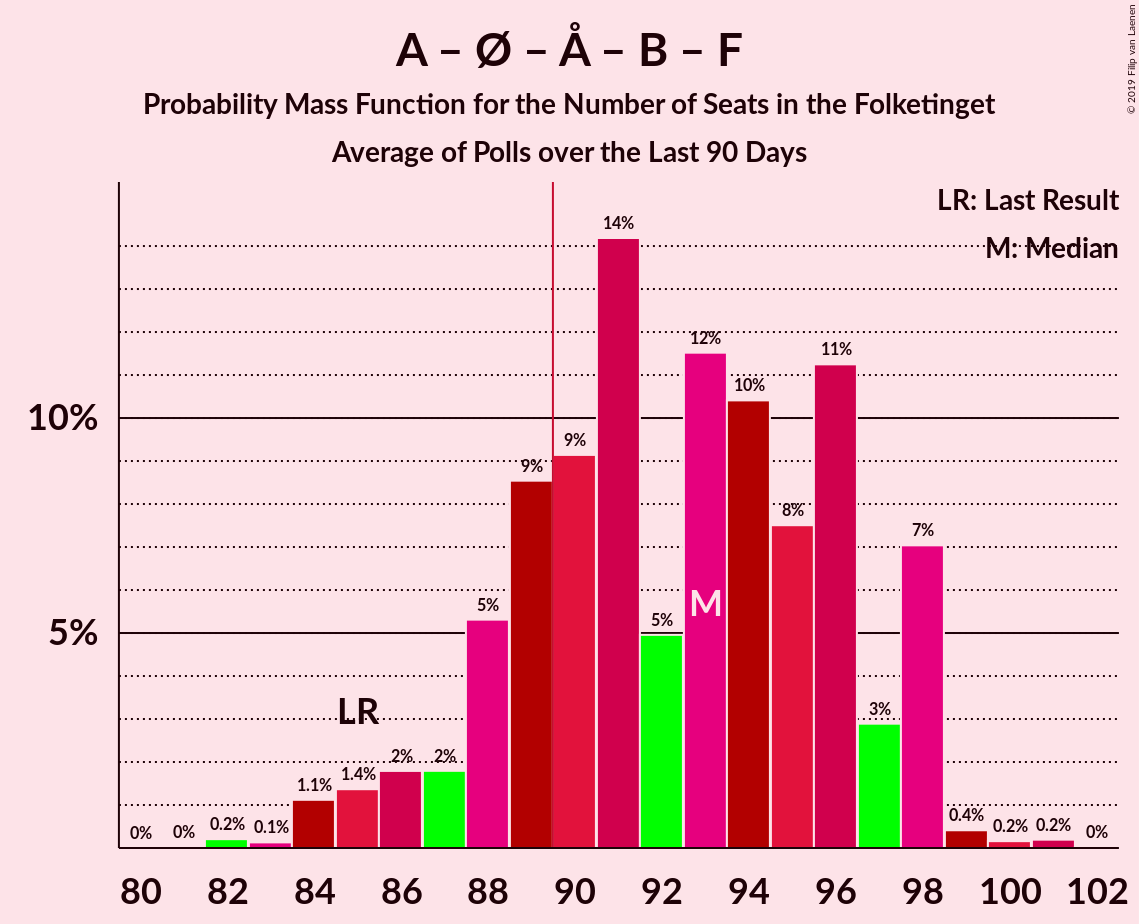 A – Ø – Å – B – F
Probability Mass Function for the Number of Seats in the Folketinget
Average of Polls over the Last 90 Days
© 2019 Filip van Laenen
LR: Last Result
M: Median
10%
5%
0%
0%
0.2%
0.1%
1.1%
1.4%
2%
2%
5%
9%
9%
14%
5%
12%
10%
8%
11%
3%
7%
0.4%
0.2%
0.2%
0%
LR
M
80 82 84 86 88 90 92 94 96 98 100 102